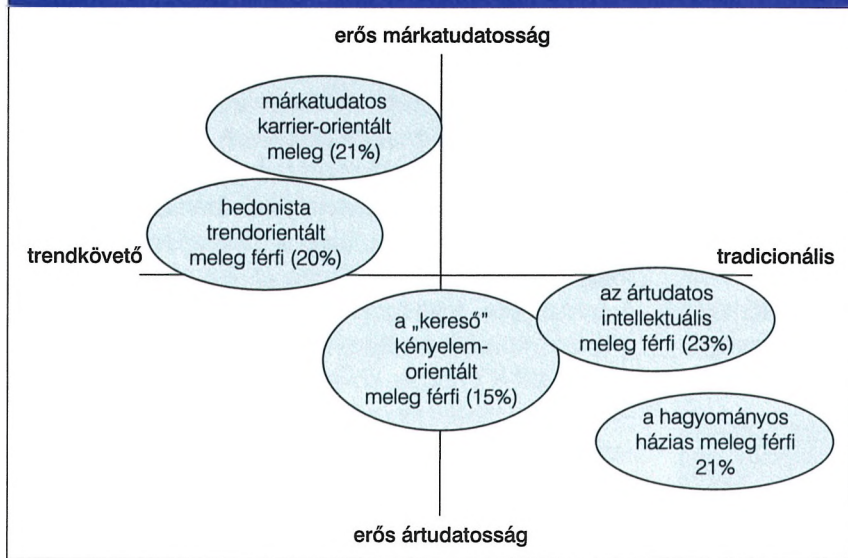 erős márkatudatosság
márkatudatos
karrier-orientált
meleg (21%)
hedonista
trendorientált
meleg férfi (20%)
trendkövető
tradicionális
a „kereső”
kényelem-
orientált
meleg férfi (15%)
az ártudatos
intellektuális
meleg férfi (23%)
a hagyományos
házias meleg férfi
21%
erős ártudatosság